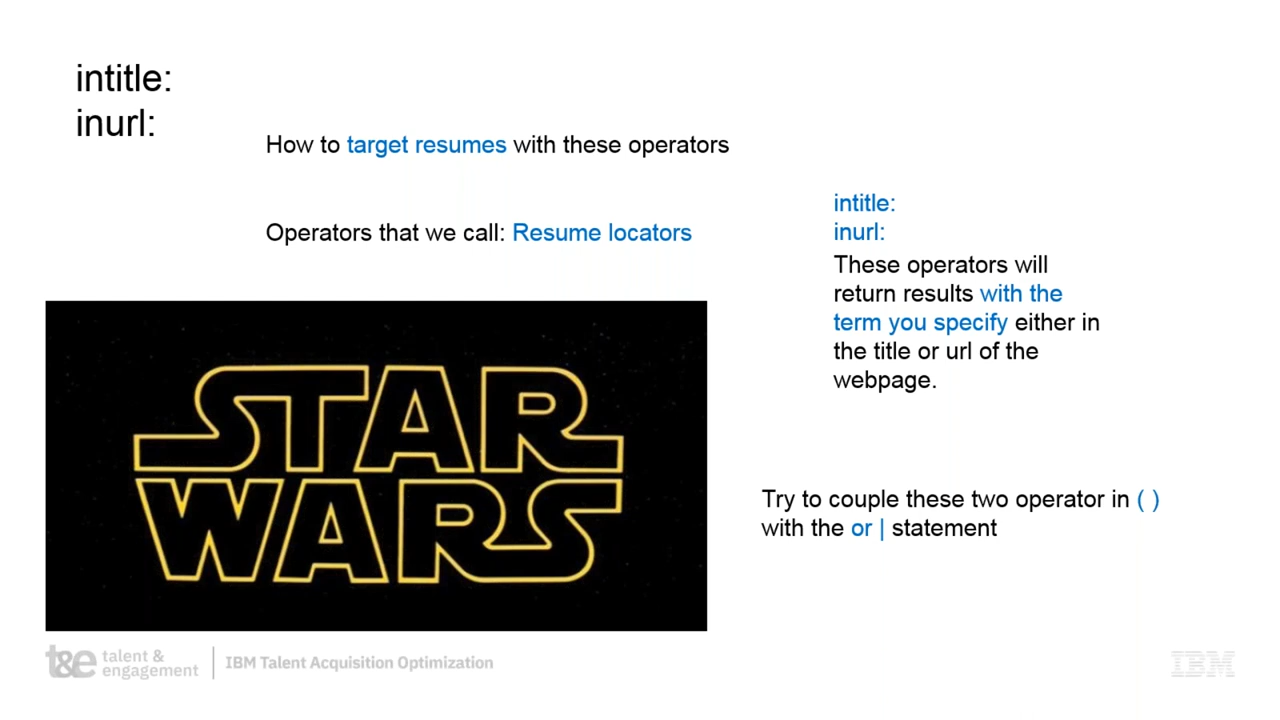 intitle:
inurl:
How to target resumes with these operators
Operators that we call: Resume locators
intitle:
inurl:
These operators will
return results with the
term you specify either in
the title or url of the
webpage.
STAR
WARS
Try to couple these two operator in ( )
with the or | statement
t&e talent &
engagement
IBM Talent Acquisition Optimization
IBM